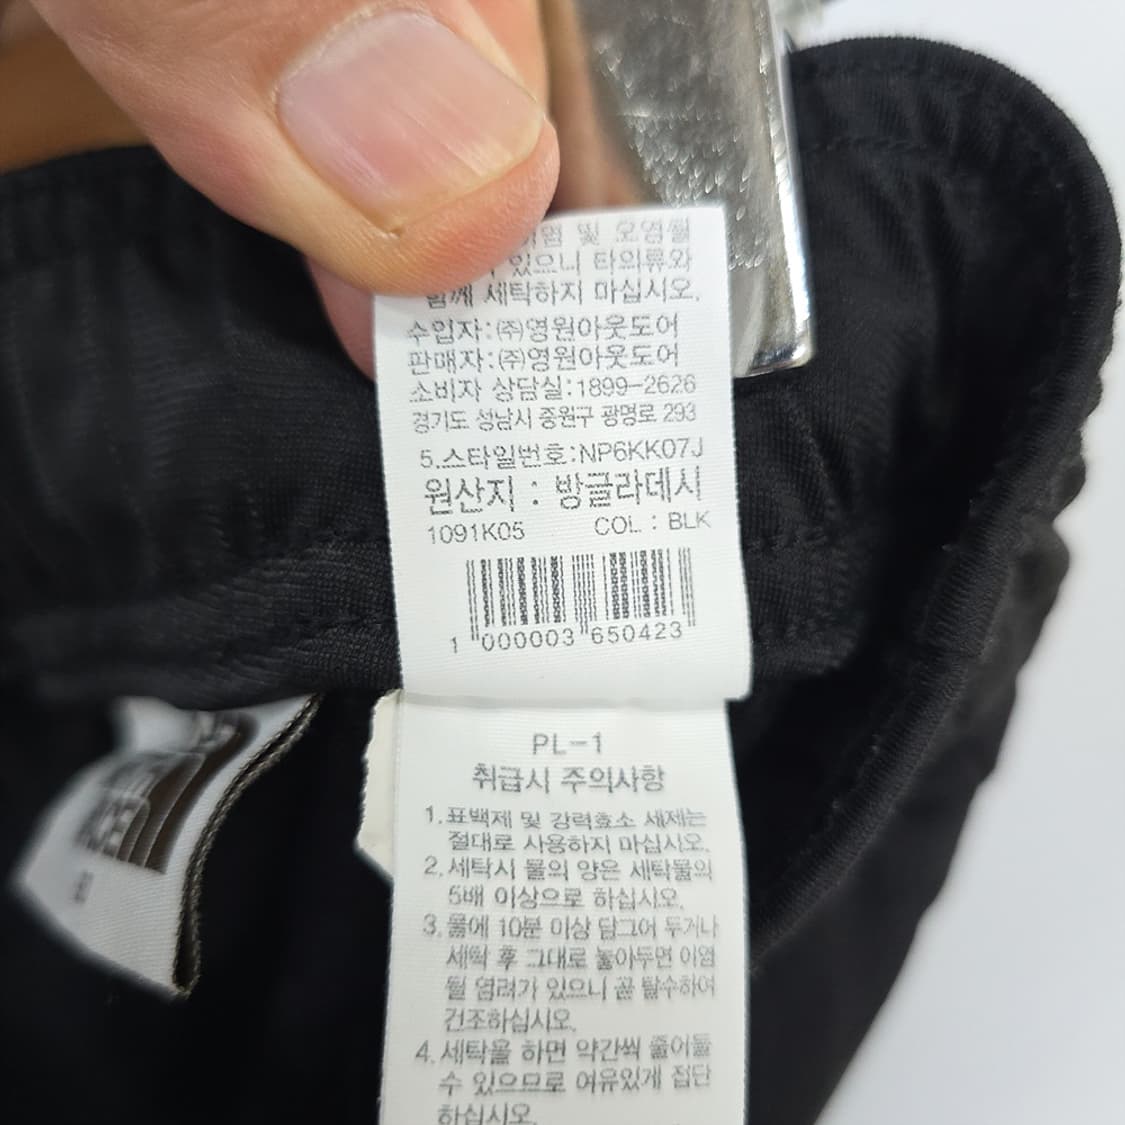 이염 및 오염될
있으니 타의류와
함께 세탁하지 마십시오.
수입자:㈜영원아웃도어
판매자:㈜영원아웃도어
소비자 상담실:1899-2626
경기도 성남시 중원구 광명로 293
5.스타일번호:NP6KK07J
원산지 : 방글라데시
1091K05 COL : BLK
1 000003 650423
PL-1
취급시 주의사항
1.표백제 및 강력효소 세제는
절대로 사용하지 마십시오.
2.세탁시 물의 양은 세탁물의
5배 이상으로 하십시오.
3.물에 10분 이상 담그어 두거나
세탁 후 그대로 놓아두면 이염
될 염려가 있으니 곧 탈수하여
건조하십시오.
4.세탁을 하면 약간씩 줄어들
수 있으므로 여유있게 집단
하십시오.